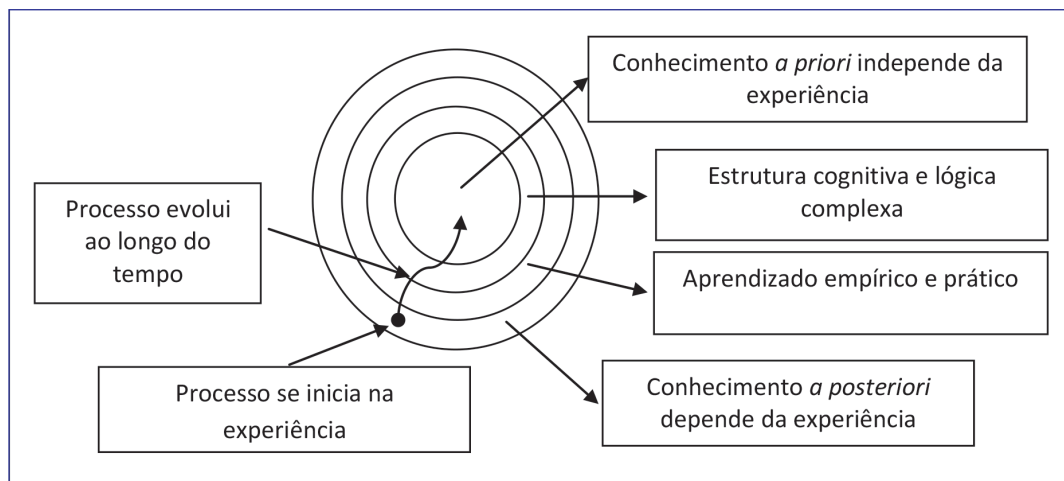 Conhecimento a priori independe da
experiência
Estrutura cognitiva e lógica
complexa
Processo evolui
ao longo do
tempo
Aprendizado empírico e prático
Processo se inicia na
experiência
Conhecimento a posteriori
depende da experiência